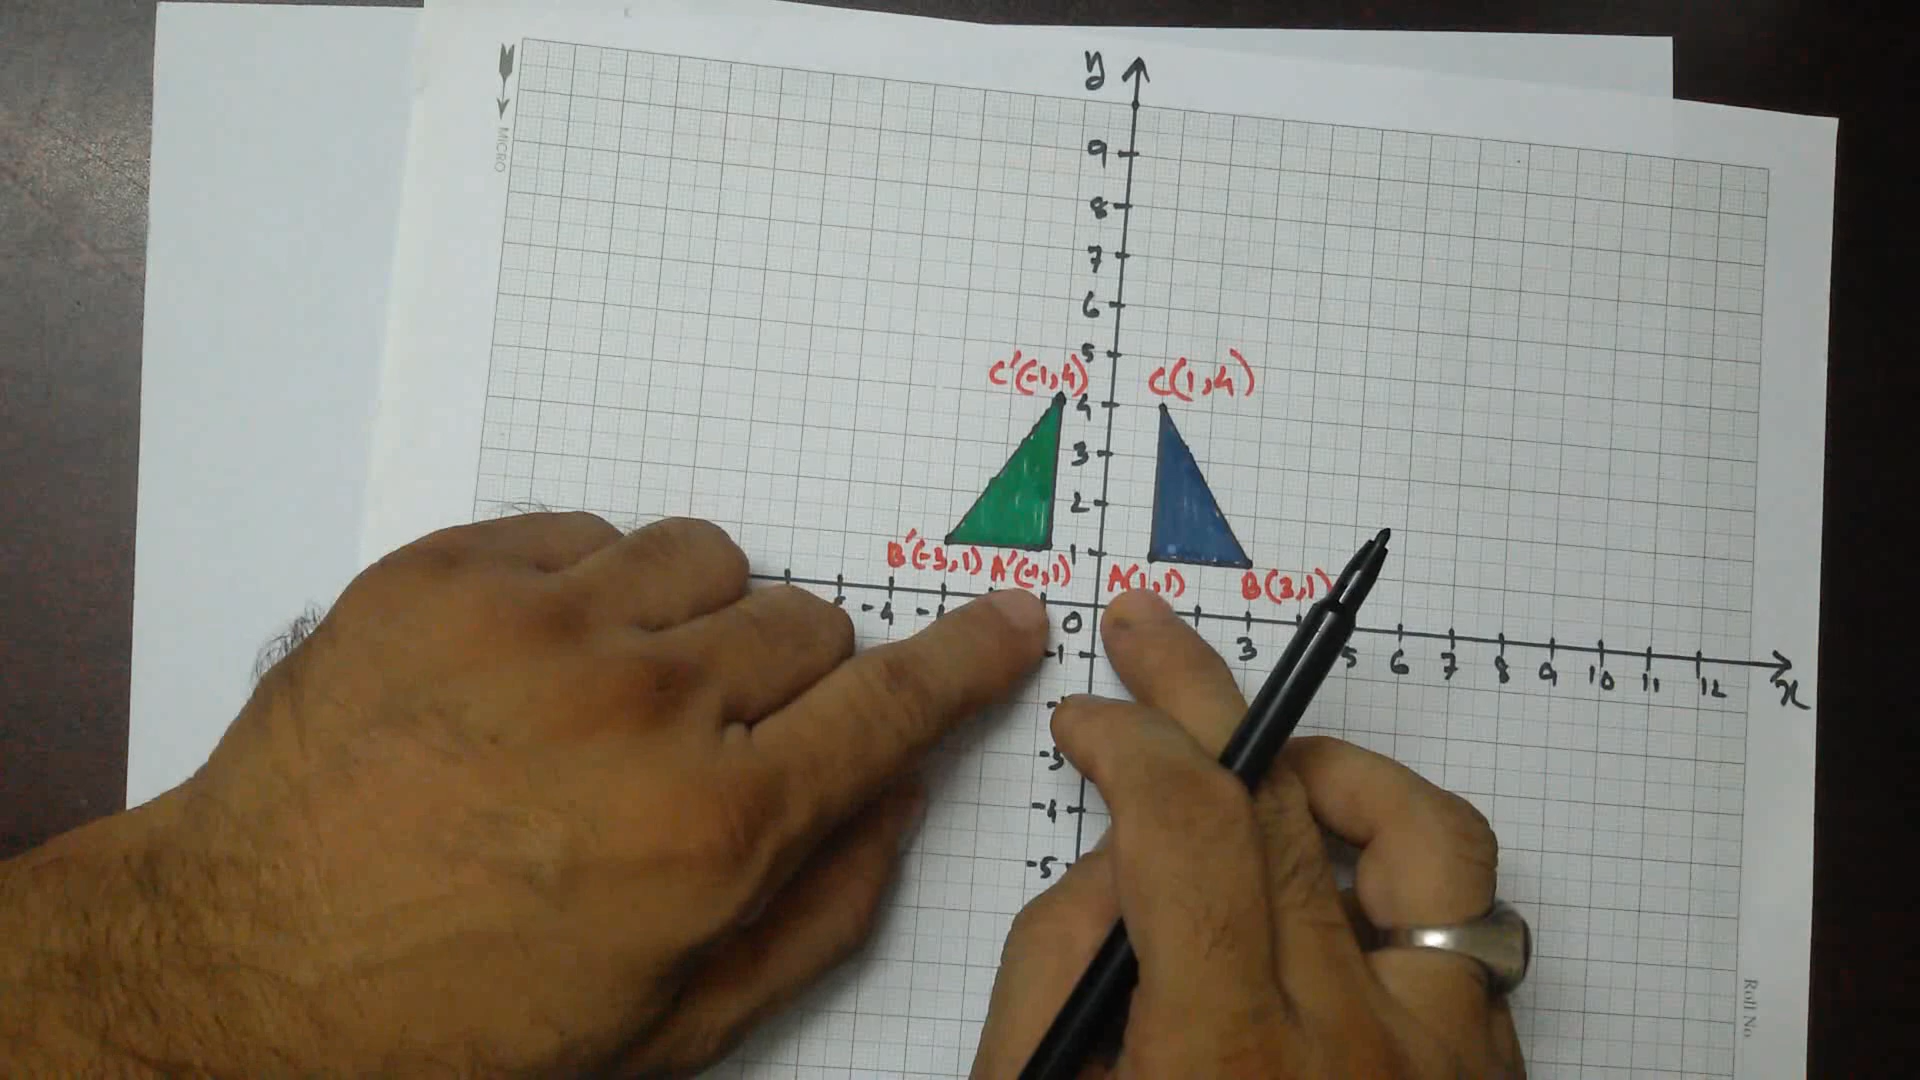 MICRO
y
9
8
7
6
5
C'(-1,4) C(1,4)
4
3
2
1
B'(-3,1) A'(-1,1) A(1,1) B(3,1)
-4 0 3 5 6 7 8 9 10 11 12 x
-1
-3
-4
-5
Roll No